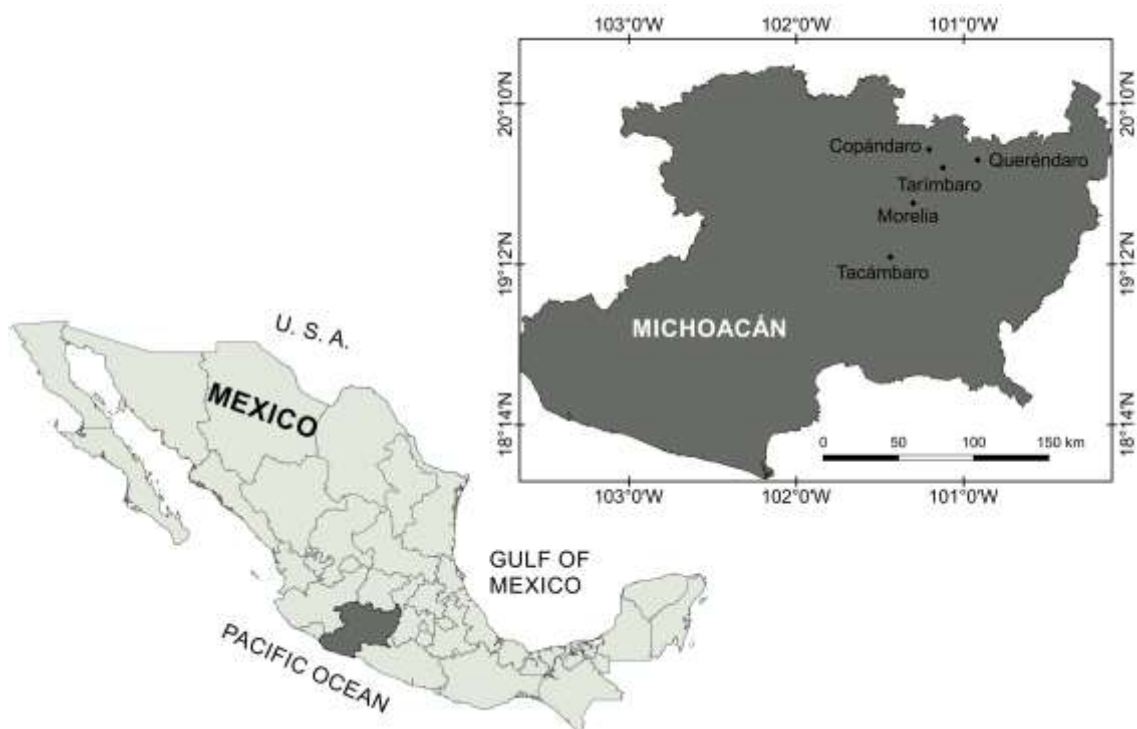 103°0'W 102°0'W 101°0'W
20°10'N 20°10'N
Copándaro
Queréndaro
Tarímbaro
Morelia
19°12'N 19°12'N
Tacámbaro
MICHOACÁN
18°14'N 18°14'N
0 50 100 150 km
103°0'W 102°0'W 101°0'W
U. S. A.
MEXICO
GULF OF
MEXICO
PACIFIC OCEAN